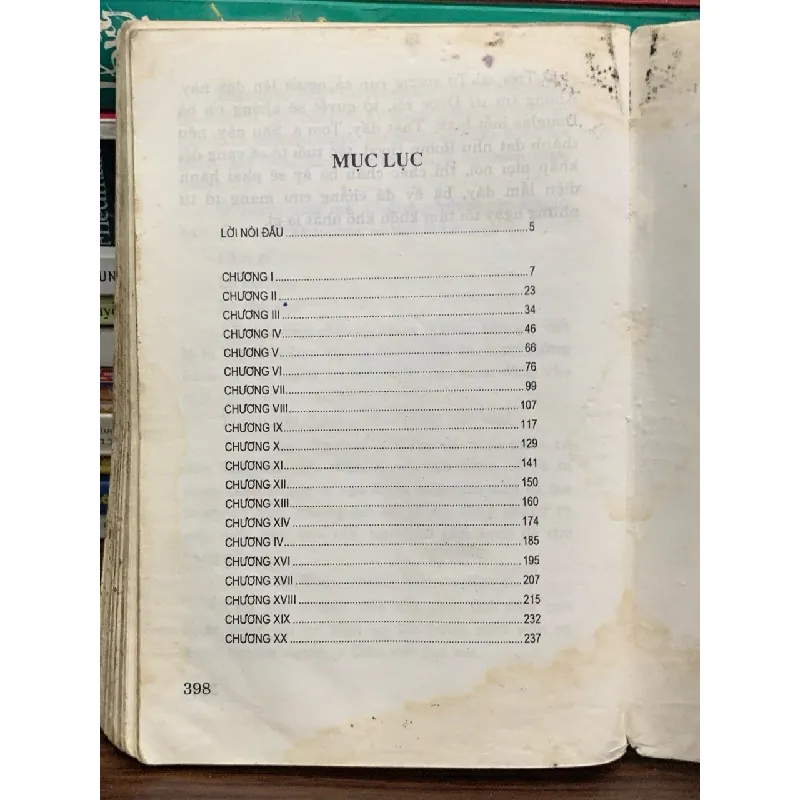 MỤC LỤC
LỜI NÓI ĐẦU ........ 5
CHƯƠNG I ........ 7
CHƯƠNG II ........ 23
CHƯƠNG III ........ 34
CHƯƠNG IV ........ 46
CHƯƠNG V ........ 66
CHƯƠNG VI ........ 76
CHƯƠNG VII ........ 99
CHƯƠNG VIII ........ 107
CHƯƠNG IX ........ 117
CHƯƠNG X ........ 129
CHƯƠNG XI ........ 141
CHƯƠNG XII ........ 150
CHƯƠNG XIII ........ 160
CHƯƠNG XIV ........ 174
CHƯƠNG IV ........ 185
CHƯƠNG XVI ........ 195
CHƯƠNG XVII ........ 207
CHƯƠNG XVIII ........ 215
CHƯƠNG XIX ........ 232
CHƯƠNG XX ........ 237
398